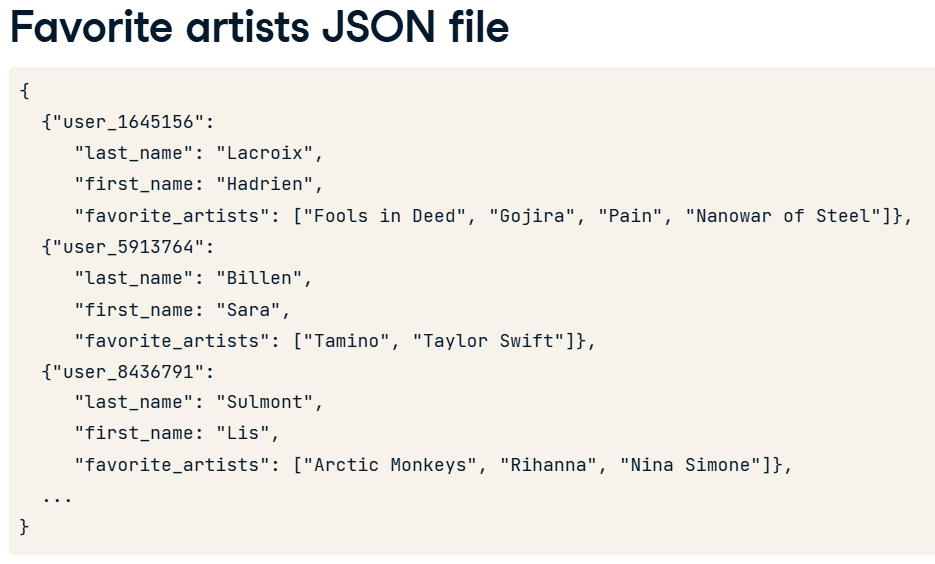 Favorite artists JSON file
{
  {"user_1645156":
     "last_name": "Lacroix",
     "first_name: "Hadrien",
     "favorite_artists": ["Fools in Deed", "Gojira", "Pain", "Nanowar of Steel"]},
  {"user_5913764":
     "last_name": "Billen",
     "first_name: "Sara",
     "favorite_artists": ["Tamino", "Taylor Swift"]},
  {"user_8436791":
     "last_name": "Sulmont",
     "first_name: "Lis",
     "favorite_artists": ["Arctic Monkeys", "Rihanna", "Nina Simone"]},
  ...
}